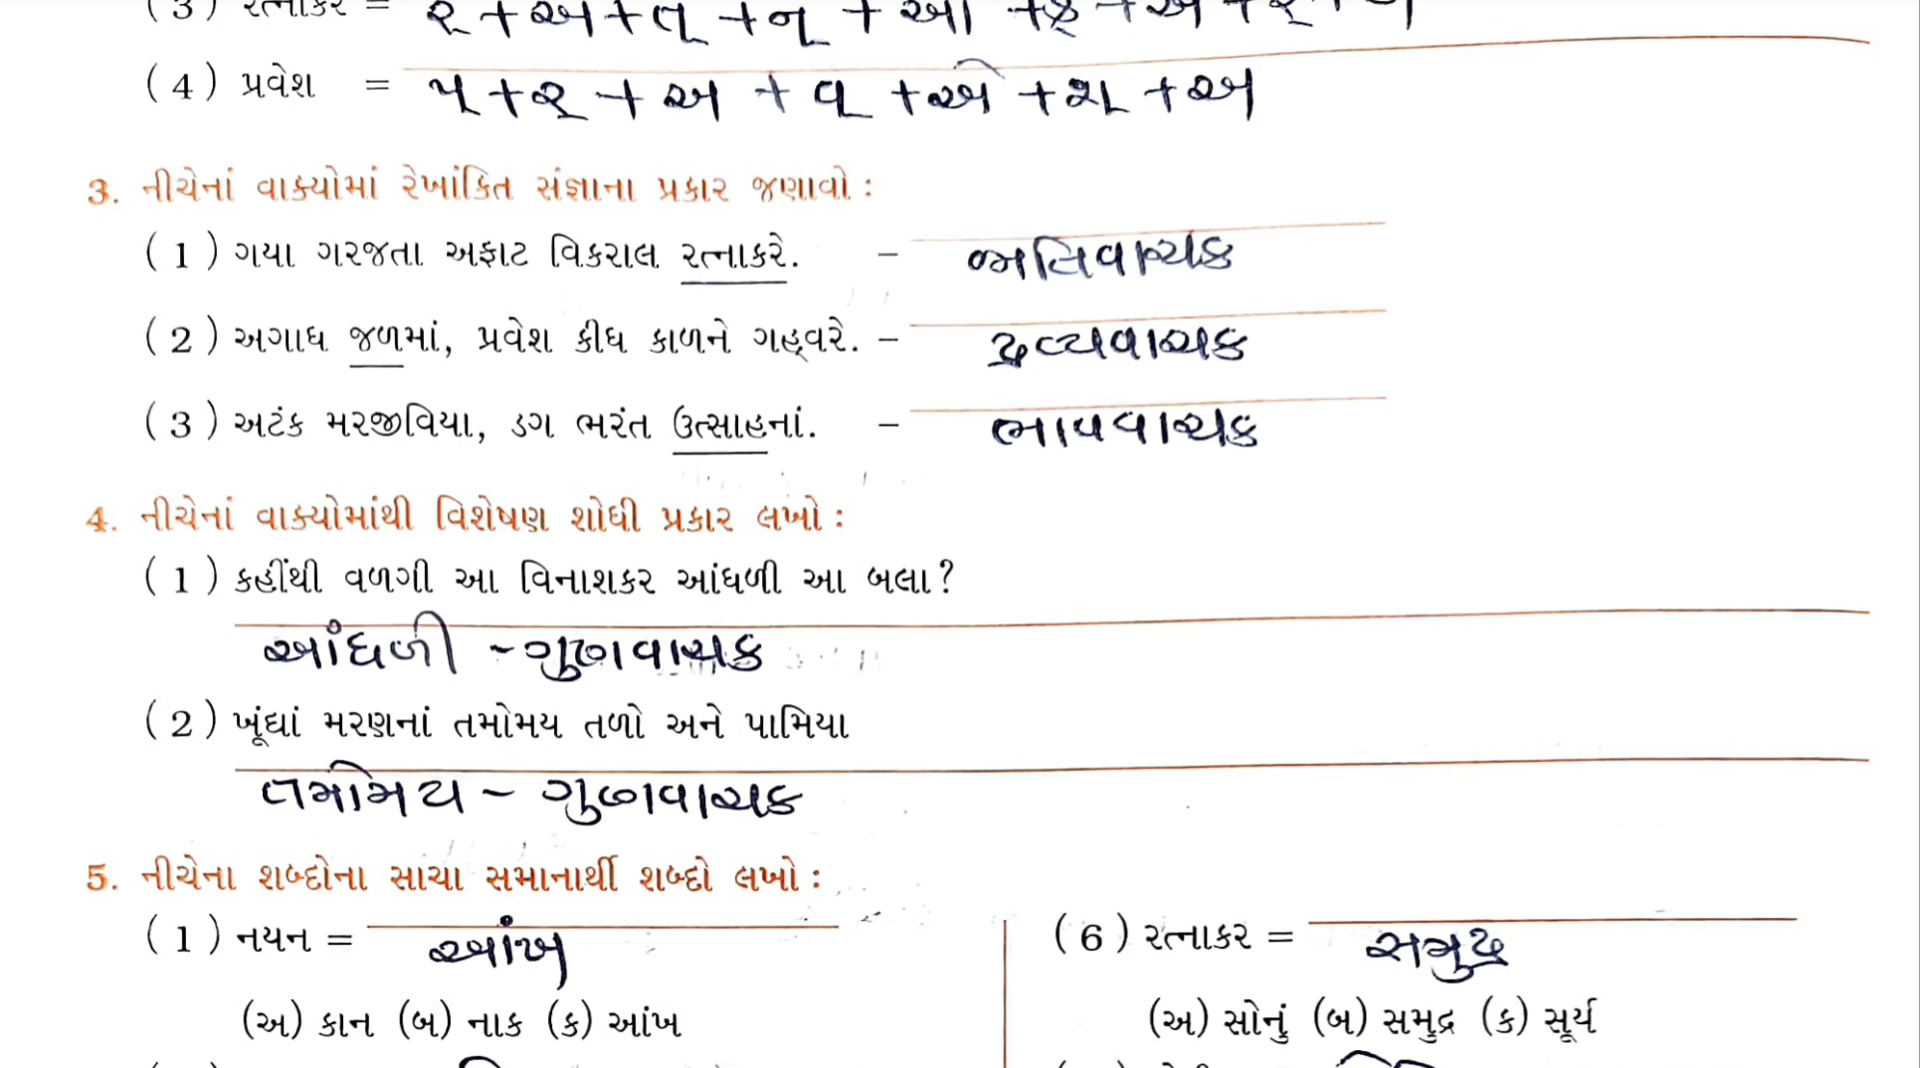 (3) રત્નાકર = ર્ + અ + ત્ + ન્ + આ + ક્ + અ + ર્ + અ
(4) પ્રવેશ = પ્ + ર્ + અ + વ્ + એ + શ્ + અ
3. નીચેનાં વાક્યોમાં રેખાંકિત સંજ્ઞાના પ્રકાર જણાવો :
(1) ગયા ગરજતા અફાટ વિકરાલ રત્નાકરે. – જાતિવાચક
(2) અગાધ જળમાં, પ્રવેશ કીધ કાળને ગહ્વરે. – દ્રવ્યવાચક
(3) અટંક મરજીવિયા, ડગ ભરંત ઉત્સાહનાં. – ભાવવાચક
4. નીચેનાં વાક્યોમાંથી વિશેષણ શોધી પ્રકાર લખો :
(1) કહીંથી વળગી આ વિનાશકર આંધળી આ બલા?
આંધળી - ગુણવાચક
(2) ખૂંદ્યાં મરણનાં તમોમય તળો અને પામિયા
તમોમય - ગુણવાચક
5. નીચેના શબ્દોના સાચા સમાનાર્થી શબ્દો લખો :
(1) નયન = આંખ
(અ) કાન (બ) નાક (ક) આંખ
(6) રત્નાકર = સમુદ્ર
(અ) સોનું (બ) સમુદ્ર (ક) સૂર્ય